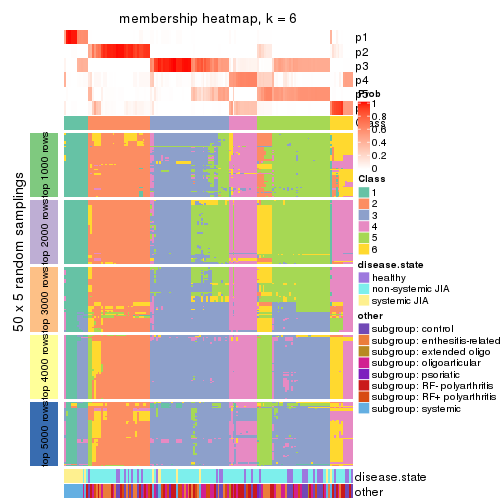 membership heatmap, k = 6
p1
p2
p3
p4
Prob
1
0.8
0.6
0.4
0.2
0
Class
1
2
3
4
5
6
disease.state
healthy
non-systemic JIA
systemic JIA
other
subgroup: control
subgroup: enthesitis-related
subgroup: extended oligo
subgroup: oligoarticular
subgroup: psoriatic
subgroup: RF- polyarthritis
subgroup: RF+ polyarthritis
subgroup: systemic
50 x 5 random samplings
top 1000 rows
top 2000 rows
top 3000 rows
top 4000 rows
top 5000 rows
disease.state
other